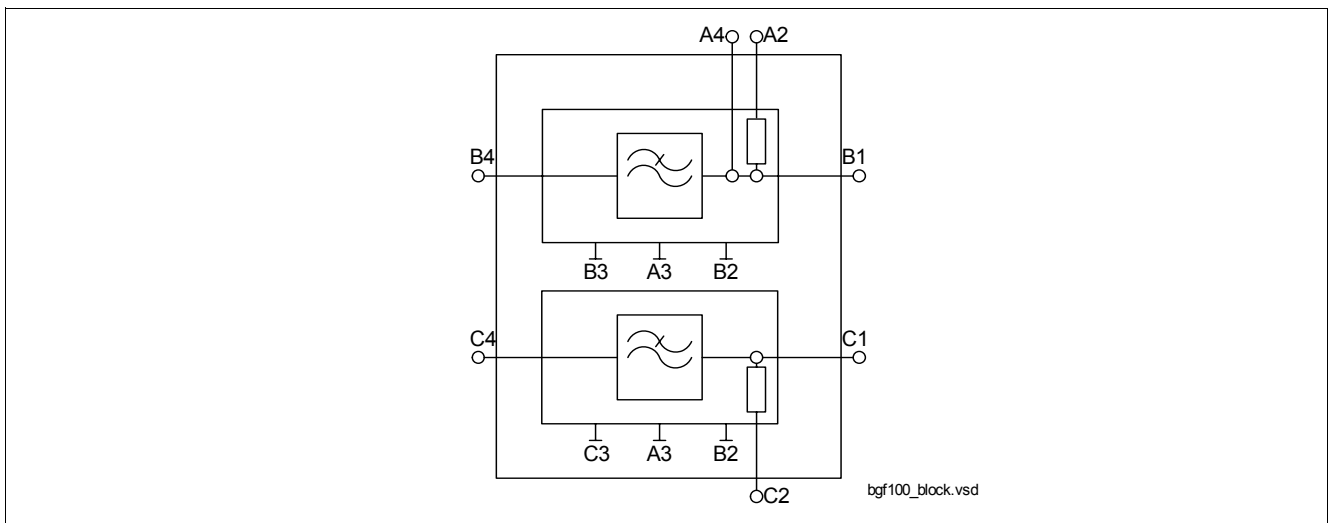 A4 A2
B4 B1
B3 A3 B2
C4 C1
C3 A3 B2
C2
bgf100_block.vsd